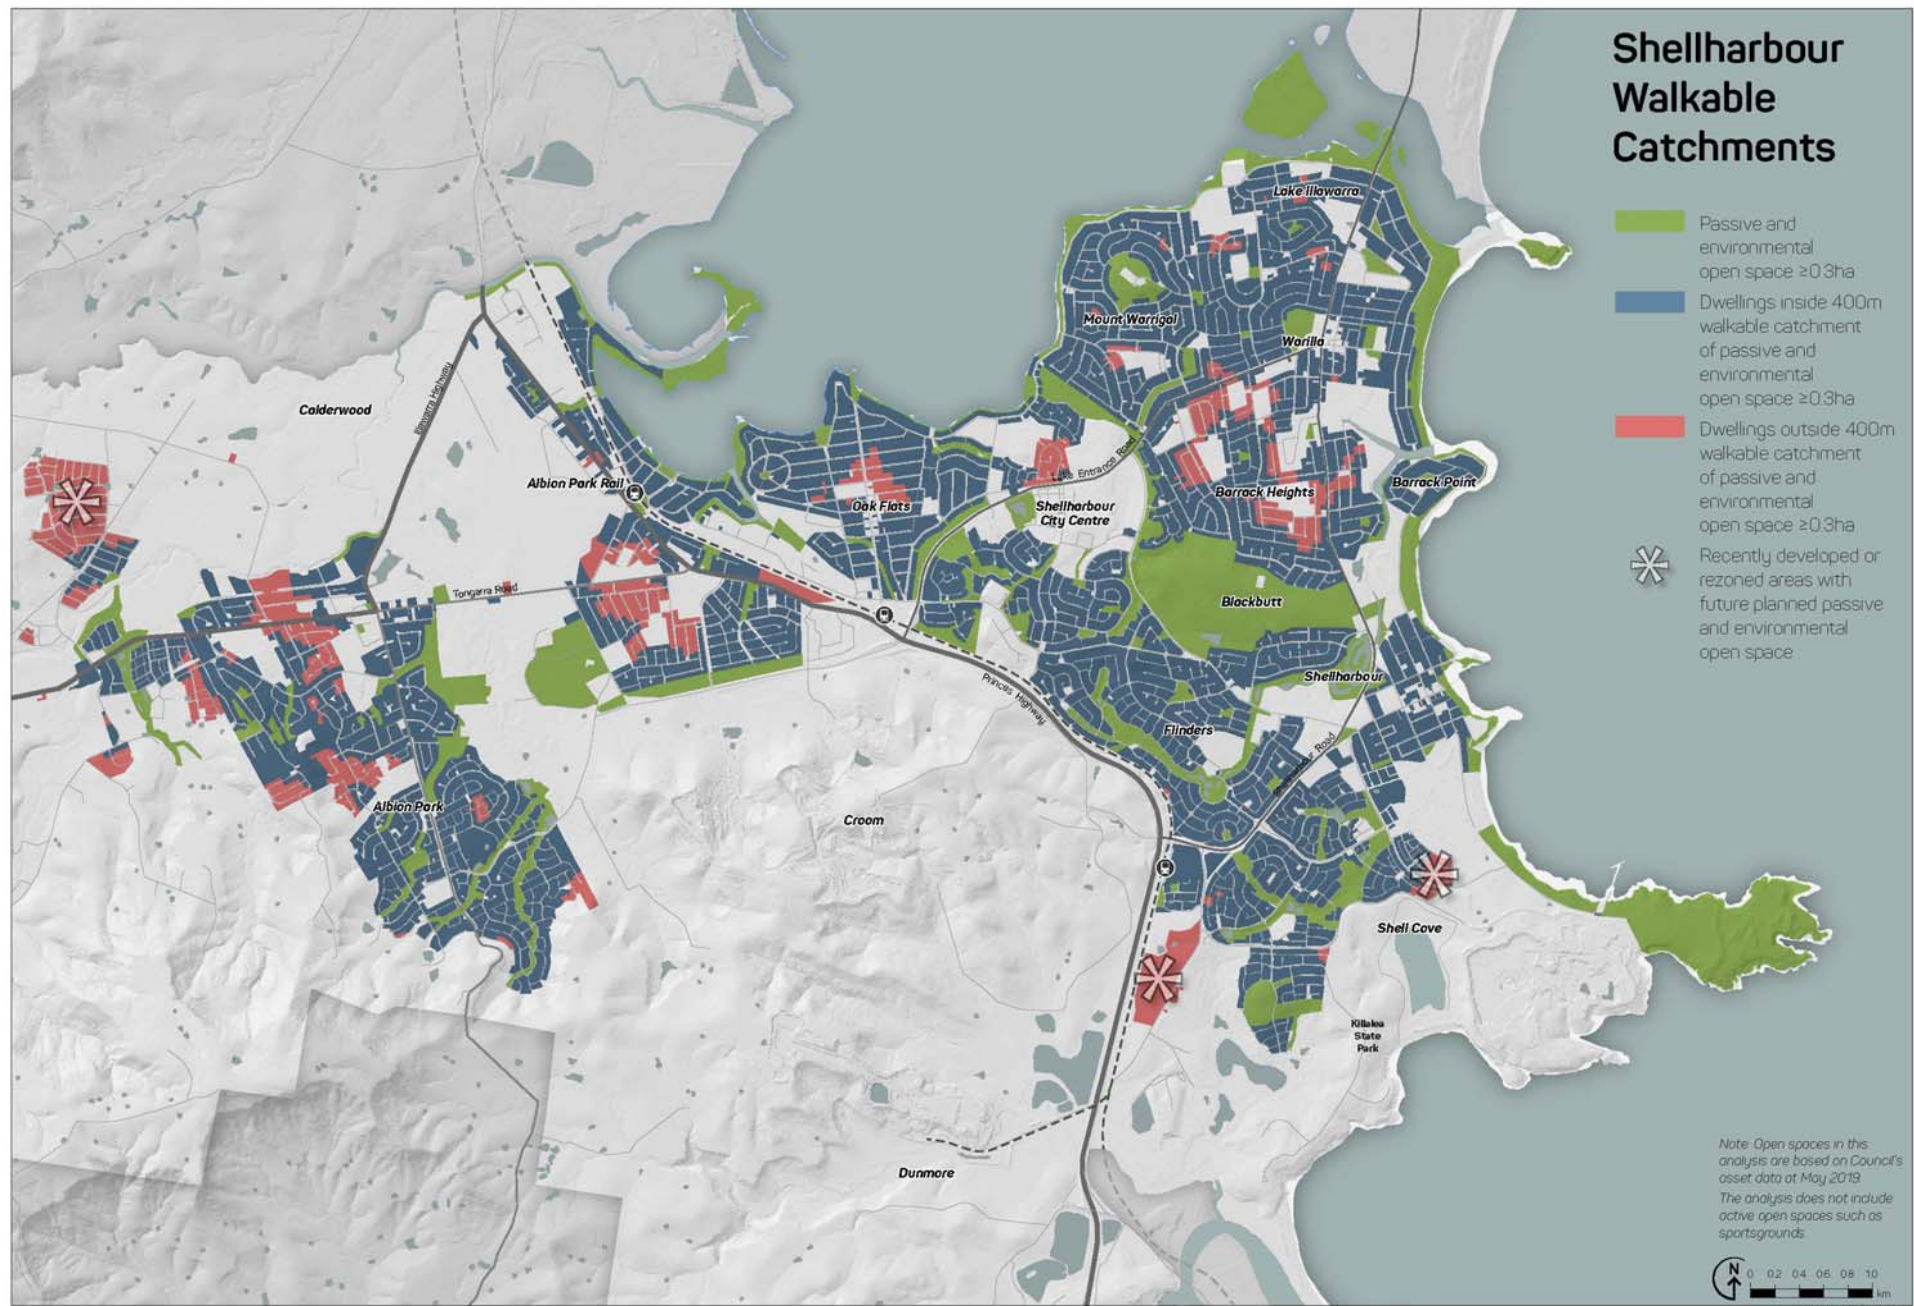 Shellharbour
Walkable
Catchments
Passive and
environmental
open space ≥0.3ha
Dwellings inside 400m
walkable catchment
of passive and
environmental
open space ≥0.3ha
Dwellings outside 400m
walkable catchment
of passive and
environmental
open space ≥0.3ha
Recently developed or
rezoned areas with
future planned passive
and environmental
open space
Lake Illawarra
Mount Warrigal
Warilla
Calderwood
Illawarra Highway
Albion Park Rail
Oak Flats
Lake Entrance Road
Shellharbour
City Centre
Barrack Heights
Barrack Point
Tongarra Road
Blackbutt
Shellharbour
Princes Highway
Flinders
Shellharbour Road
Albion Park
Croom
Shell Cove
Killalea
State
Park
Dunmore
Note: Open spaces in this
analysis are based on Council's
asset data at May 2019
The analysis does not include
active open spaces such as
sportsgrounds
N
0 0.2 0.4 0.6 0.8 1.0
km